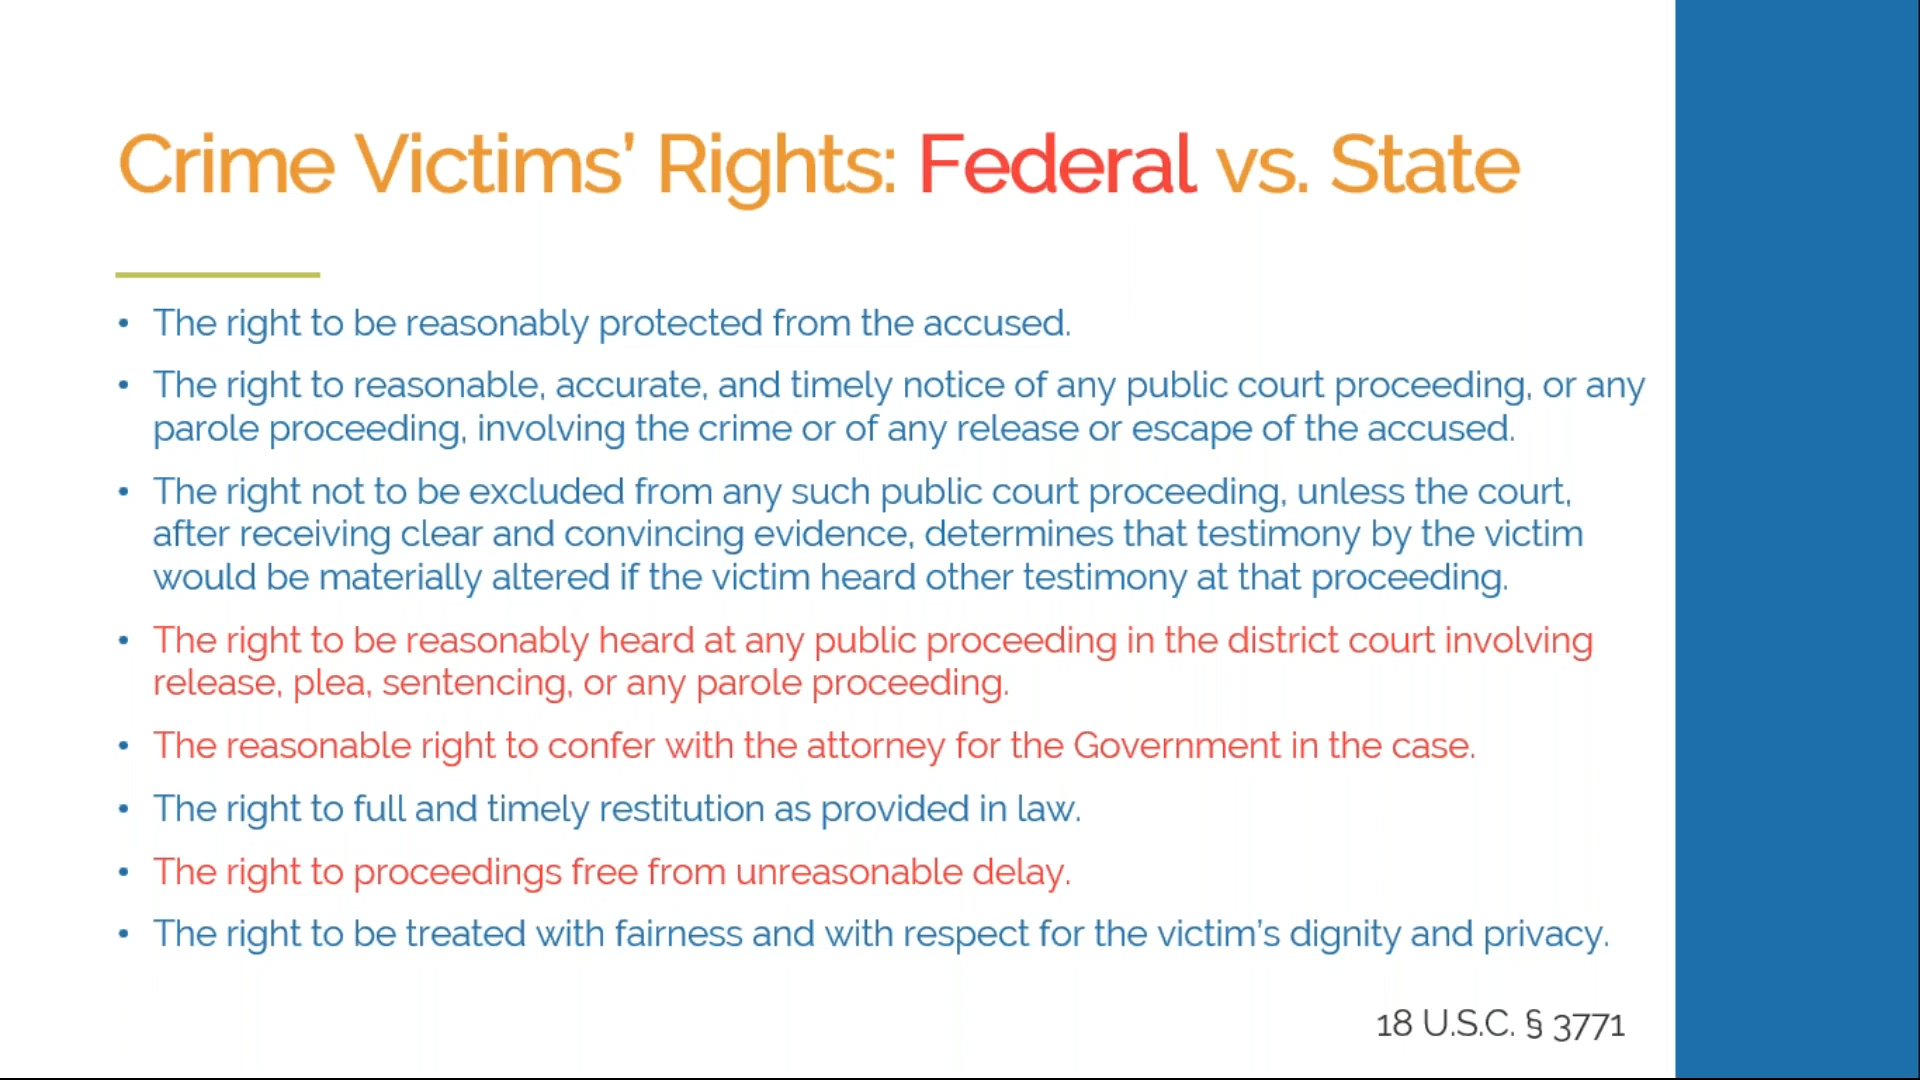 Crime Victims’ Rights: Federal vs. State
• The right to be reasonably protected from the accused.
• The right to reasonable, accurate, and timely notice of any public court proceeding, or any
parole proceeding, involving the crime or of any release or escape of the accused.
• The right not to be excluded from any such public court proceeding, unless the court,
after receiving clear and convincing evidence, determines that testimony by the victim
would be materially altered if the victim heard other testimony at that proceeding.
• The right to be reasonably heard at any public proceeding in the district court involving
release, plea, sentencing, or any parole proceeding.
• The reasonable right to confer with the attorney for the Government in the case.
• The right to full and timely restitution as provided in law.
• The right to proceedings free from unreasonable delay.
• The right to be treated with fairness and with respect for the victim’s dignity and privacy.
18 U.S.C. § 3771